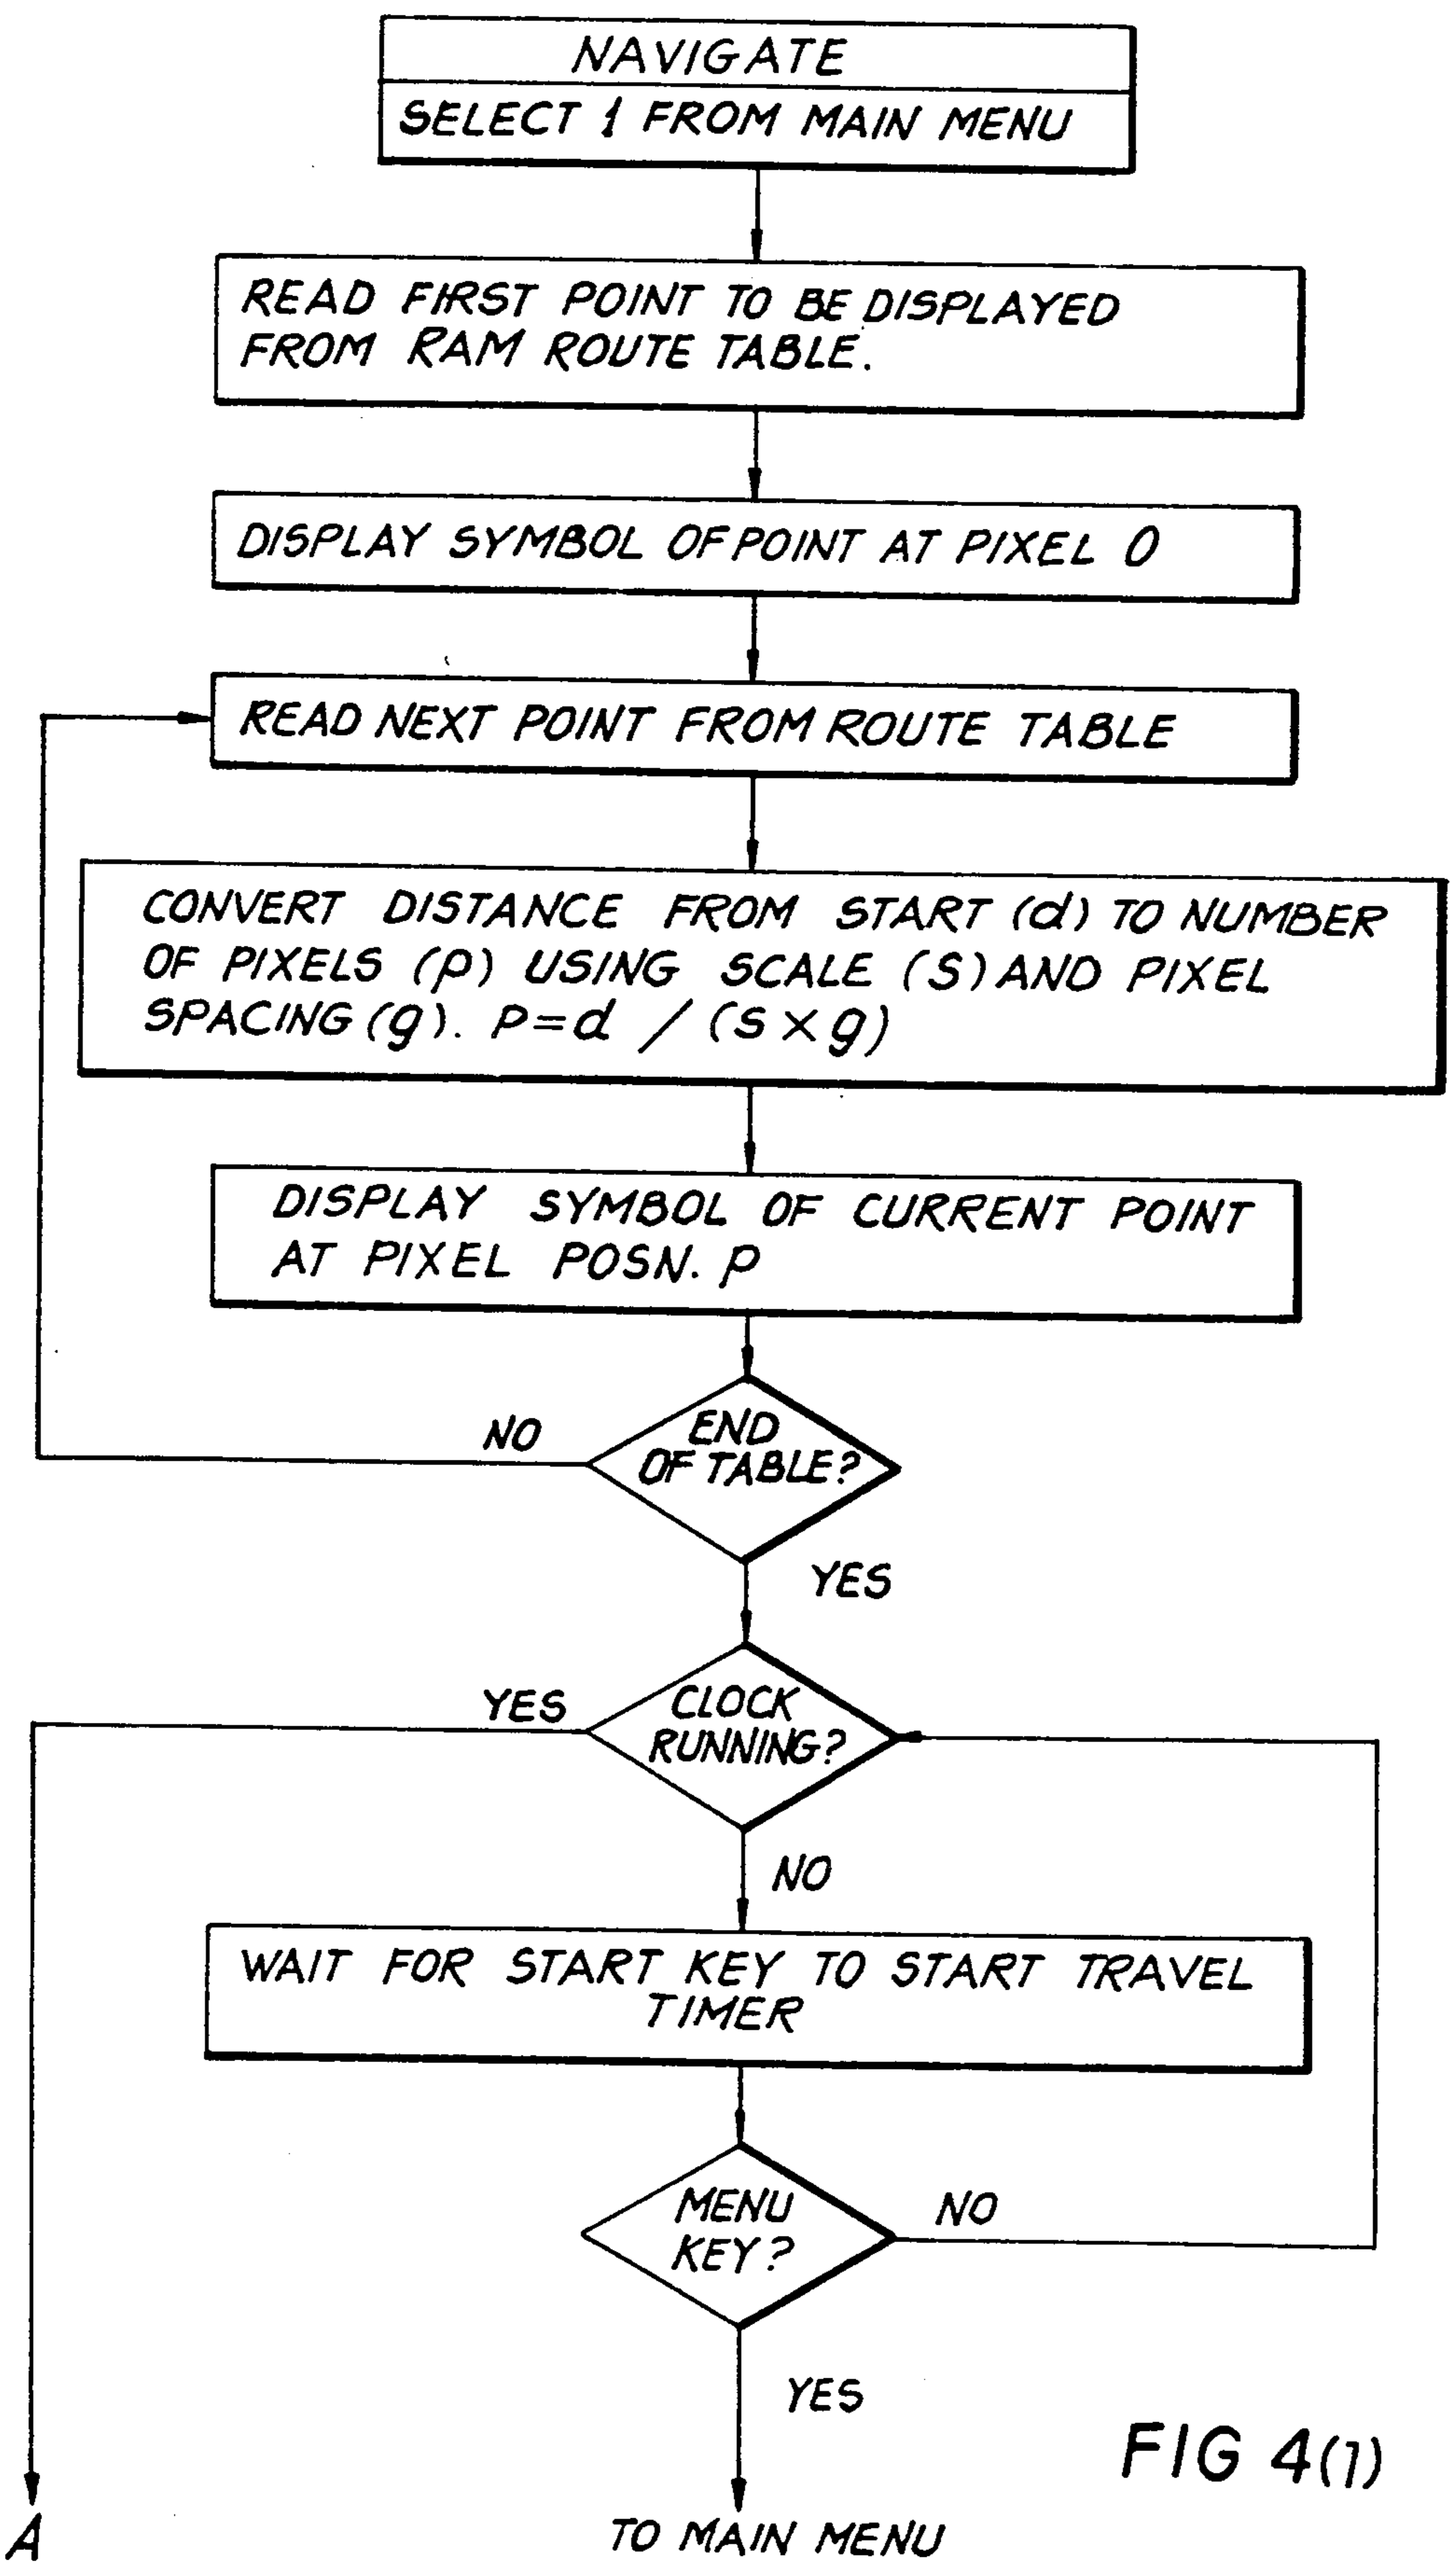 NAVIGATE
SELECT 1 FROM MAIN MENU
READ FIRST POINT TO BE DISPLAYED
FROM RAM ROUTE TABLE.
DISPLAY SYMBOL OF POINT AT PIXEL 0
READ NEXT POINT FROM ROUTE TABLE
CONVERT DISTANCE FROM START (d) TO NUMBER
OF PIXELS (p) USING SCALE (s) AND PIXEL
SPACING (g). p=d / (s × g)
DISPLAY SYMBOL OF CURRENT POINT
AT PIXEL POSN. p
END
OF TABLE?
NO
YES
CLOCK
RUNNING?
YES
NO
WAIT FOR START KEY TO START TRAVEL
TIMER
MENU
KEY?
NO
YES
FIG 4(1)
A
TO MAIN MENU